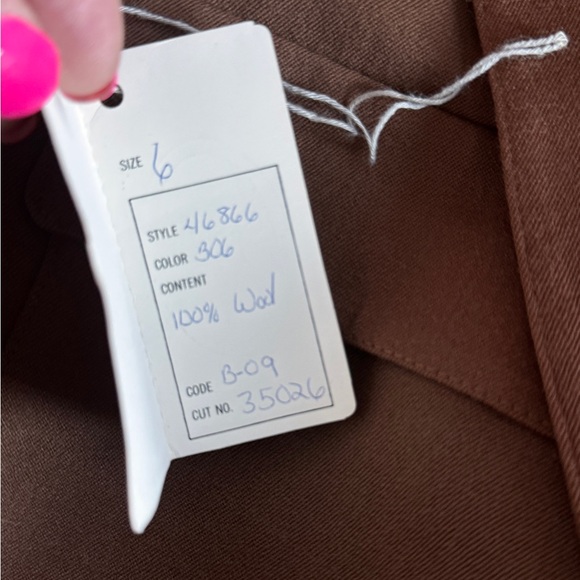 SIZE 6
STYLE 46866
COLOR 306
CONTENT
100% Wool
CODE B-09
CUT NO. 35026